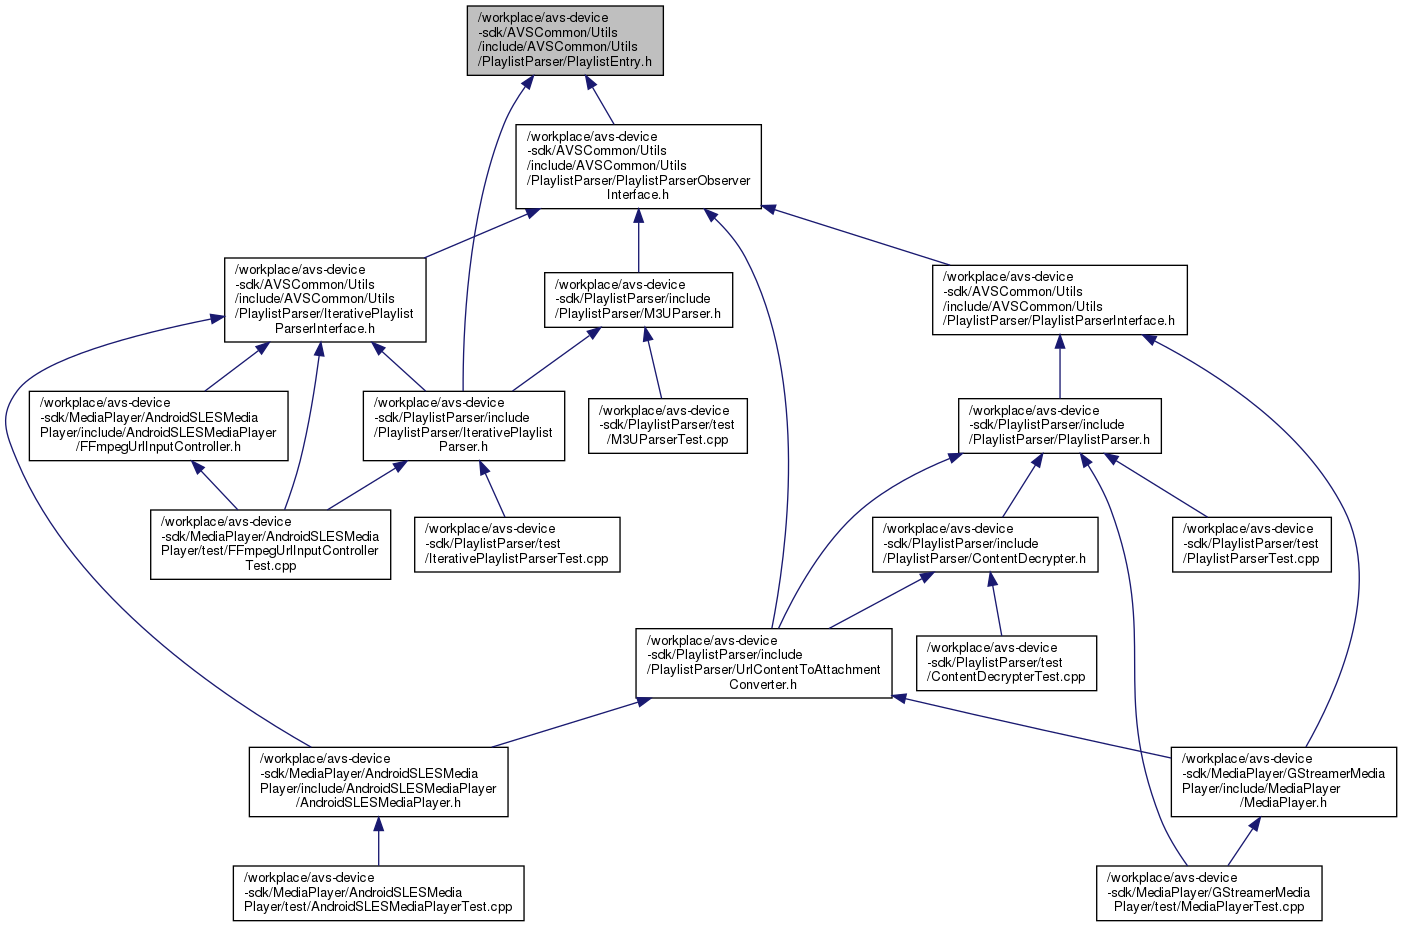 /workplace/avs-device
-sdk/AVSCommon/Utils
/include/AVSCommon/Utils
/PlaylistParser/PlaylistEntry.h
/workplace/avs-device
-sdk/AVSCommon/Utils
/include/AVSCommon/Utils
/PlaylistParser/PlaylistParserObserver
Interface.h
/workplace/avs-device
-sdk/AVSCommon/Utils
/include/AVSCommon/Utils
/PlaylistParser/IterativePlaylist
ParserInterface.h
/workplace/avs-device
-sdk/PlaylistParser/include
/PlaylistParser/M3UParser.h
/workplace/avs-device
-sdk/AVSCommon/Utils
/include/AVSCommon/Utils
/PlaylistParser/PlaylistParserInterface.h
/workplace/avs-device
-sdk/MediaPlayer/AndroidSLESMedia
Player/include/AndroidSLESMediaPlayer
/FFmpegUrlInputController.h
/workplace/avs-device
-sdk/PlaylistParser/include
/PlaylistParser/IterativePlaylist
Parser.h
/workplace/avs-device
-sdk/PlaylistParser/test
/M3UParserTest.cpp
/workplace/avs-device
-sdk/PlaylistParser/include
/PlaylistParser/PlaylistParser.h
/workplace/avs-device
-sdk/MediaPlayer/AndroidSLESMedia
Player/test/FFmpegUrlInputController
Test.cpp
/workplace/avs-device
-sdk/PlaylistParser/test
/IterativePlaylistParserTest.cpp
/workplace/avs-device
-sdk/PlaylistParser/include
/PlaylistParser/ContentDecrypter.h
/workplace/avs-device
-sdk/PlaylistParser/test
/PlaylistParserTest.cpp
/workplace/avs-device
-sdk/PlaylistParser/include
/PlaylistParser/UrlContentToAttachment
Converter.h
/workplace/avs-device
-sdk/PlaylistParser/test
/ContentDecrypterTest.cpp
/workplace/avs-device
-sdk/MediaPlayer/AndroidSLESMedia
Player/include/AndroidSLESMediaPlayer
/AndroidSLESMediaPlayer.h
/workplace/avs-device
-sdk/MediaPlayer/GStreamerMedia
Player/include/MediaPlayer
/MediaPlayer.h
/workplace/avs-device
-sdk/MediaPlayer/AndroidSLESMedia
Player/test/AndroidSLESMediaPlayerTest.cpp
/workplace/avs-device
-sdk/MediaPlayer/GStreamerMedia
Player/test/MediaPlayerTest.cpp